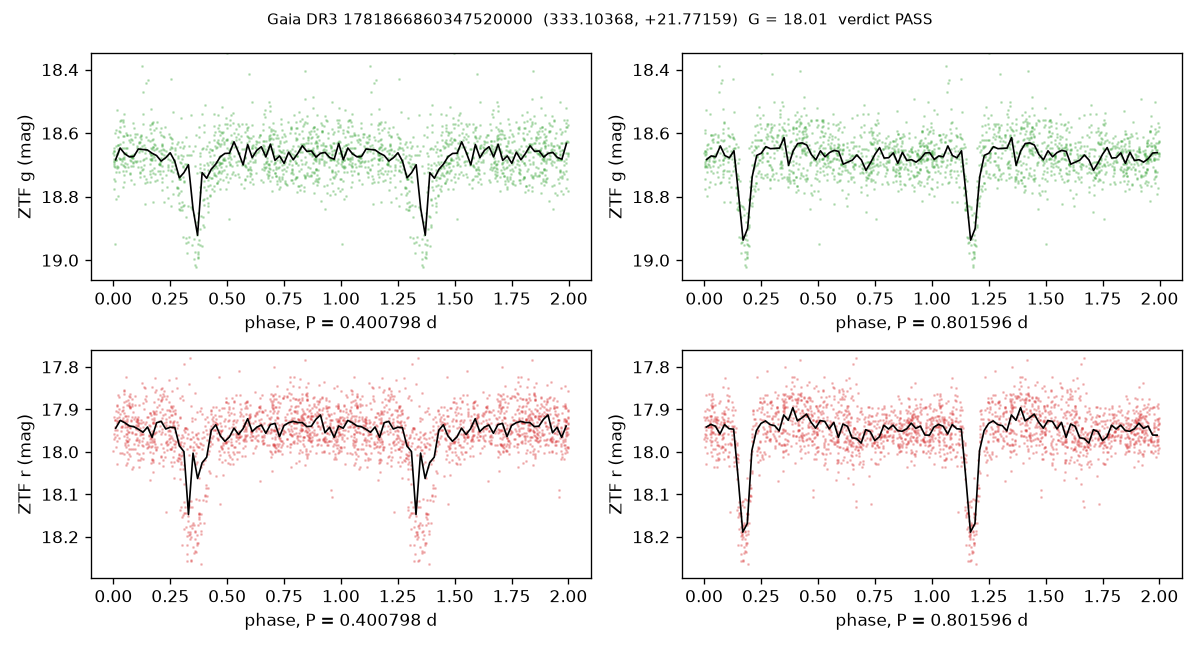 Gaia DR3 1781866860347520000 (333.10368, +21.77159) G = 18.01 verdict PASS
ZTF g (mag)
18.4
18.6
18.8
19.0
0.00 0.25 0.50 0.75 1.00 1.25 1.50 1.75 2.00
phase, P = 0.400798 d
ZTF g (mag)
18.4
18.6
18.8
19.0
0.00 0.25 0.50 0.75 1.00 1.25 1.50 1.75 2.00
phase, P = 0.801596 d
ZTF r (mag)
17.8
17.9
18.0
18.1
18.2
0.00 0.25 0.50 0.75 1.00 1.25 1.50 1.75 2.00
phase, P = 0.400798 d
ZTF r (mag)
17.8
17.9
18.0
18.1
18.2
0.00 0.25 0.50 0.75 1.00 1.25 1.50 1.75 2.00
phase, P = 0.801596 d